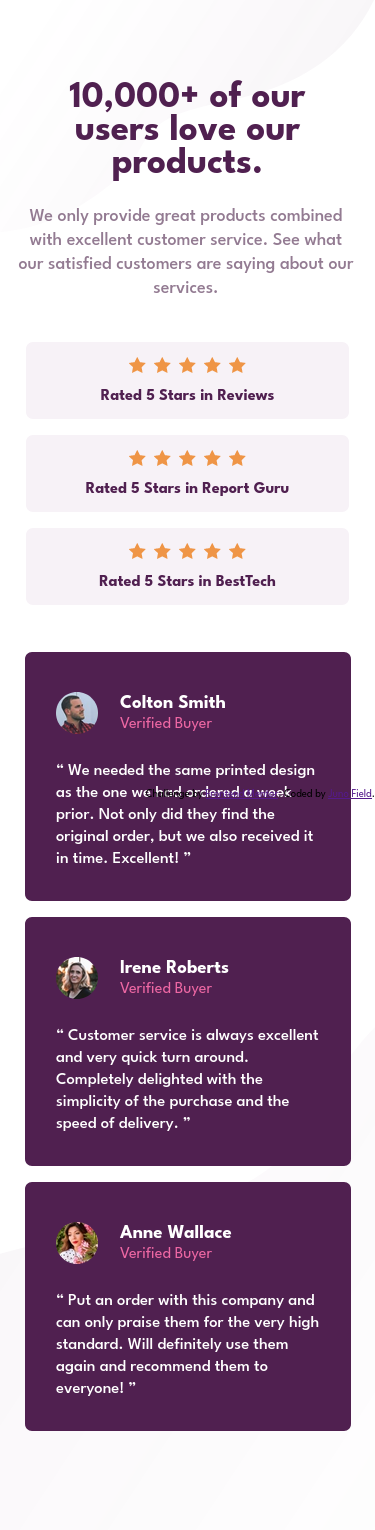 10,000+ of our
users love our
products.
We only provide great products combined
with excellent customer service. See what
our satisfied customers are saying about our
services.
Rated 5 Stars in Reviews
Rated 5 Stars in Report Guru
Rated 5 Stars in BestTech
Colton Smith
Verified Buyer
“ We needed the same printed design
as the one we had ordered a week
prior. Not only did they find the
original order, but we also received it
in time. Excellent! ”
Challenge by Coded by Field.
Irene Roberts
Verified Buyer
“ Customer service is always excellent
and very quick turn around.
Completely delighted with the
simplicity of the purchase and the
speed of delivery. ”
Anne Wallace
Verified Buyer
“ Put an order with this company and
can only praise them for the very high
standard. Will definitely use them
again and recommend them to
everyone! ”